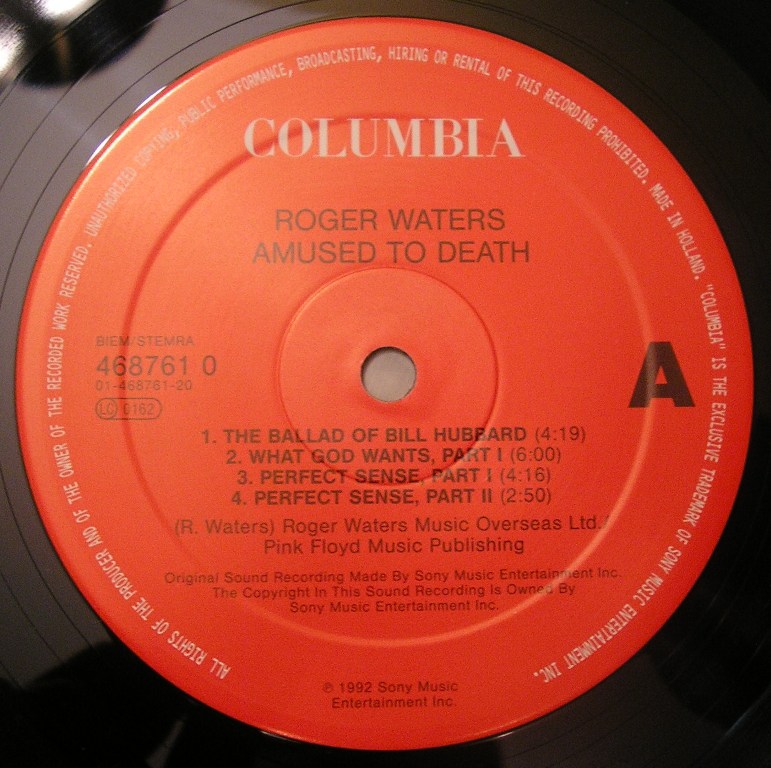 UNAUTHORISED COPYING, PUBLIC PERFORMANCE, BROADCASTING, HIRING OR RENTAL OF THIS RECORDING PROHIBITED. MADE IN HOLLAND. "COLUMBIA" IS THE EXCLUSIVE TRADEMARK OF SONY MUSIC ENTERTAINMENT INC.
ALL RIGHTS OF THE PRODUCER AND OF THE OWNER OF THE RECORDED WORK RESERVED.
COLUMBIA
ROGER WATERS
AMUSED TO DEATH
BIEM/STEMRA
468761 0
01-468761-20
LC 0162
A
1. THE BALLAD OF BILL HUBBARD (4:19)
2. WHAT GOD WANTS, PART I (6:00)
3. PERFECT SENSE, PART I (4:16)
4. PERFECT SENSE, PART II (2:50)
(R. Waters) Roger Waters Music Overseas Ltd./
Pink Floyd Music Publishing
Original Sound Recording Made By Sony Music Entertainment Inc.
The Copyright In This Sound Recording Is Owned By
Sony Music Entertainment Inc.
℗ 1992 Sony Music
Entertainment Inc.